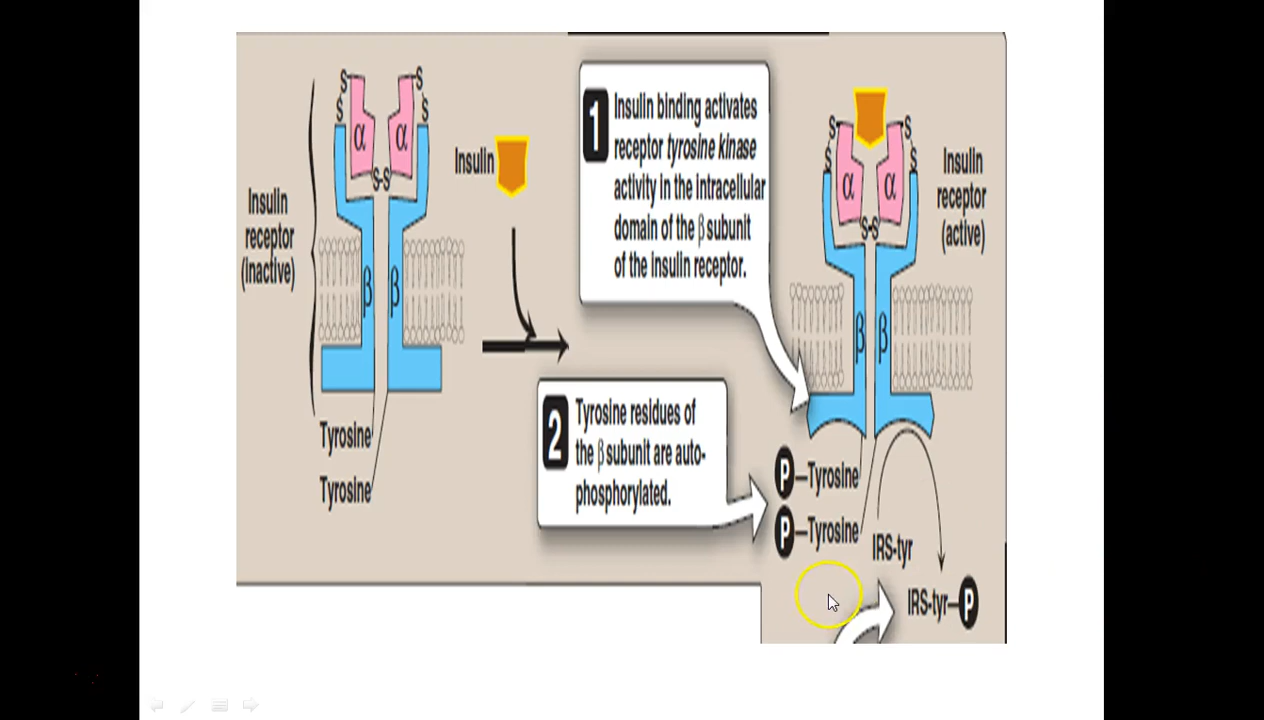 Insulin
receptor
(inactive)
S
S
S
S
α
α
S-S
β
β
Tyrosine
Tyrosine
Insulin
1
Insulin binding activates
receptor tyrosine kinase
activity in the intracellular
domain of the β subunit
of the insulin receptor.
2
Tyrosine residues of
the β subunit are auto-
phosphorylated.
S
S
S
S
α
α
S-S
β
β
Insulin
receptor
(active)
P–Tyrosine
P–Tyrosine
IRS-tyr
IRS-tyr–P